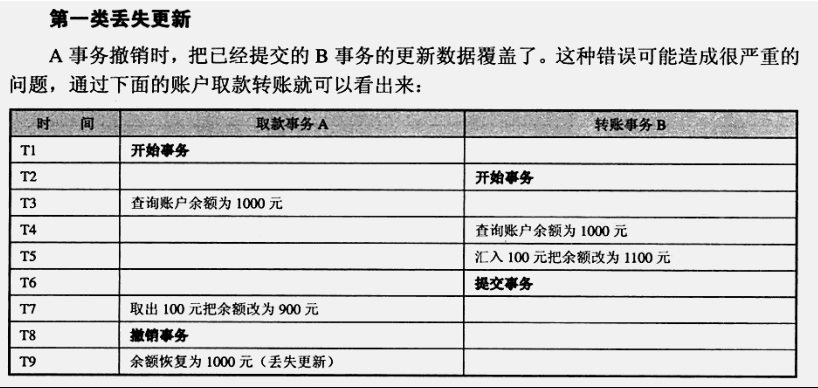 第一类丢失更新
A 事务撤销时，把已经提交的 B 事务的更新数据覆盖了。这种错误可能造成很严重的
问题，通过下面的账户取款转账就可以看出来：
时 间 取款事务 A 转账事务 B
T1 开始事务
T2 开始事务
T3 查询账户余额为 1000 元
T4 查询账户余额为 1000 元
T5 汇入 100 元把余额改为 1100 元
T6 提交事务
T7 取出 100 元把余额改为 900 元
T8 撤销事务
T9 余额恢复为 1000 元（丢失更新）